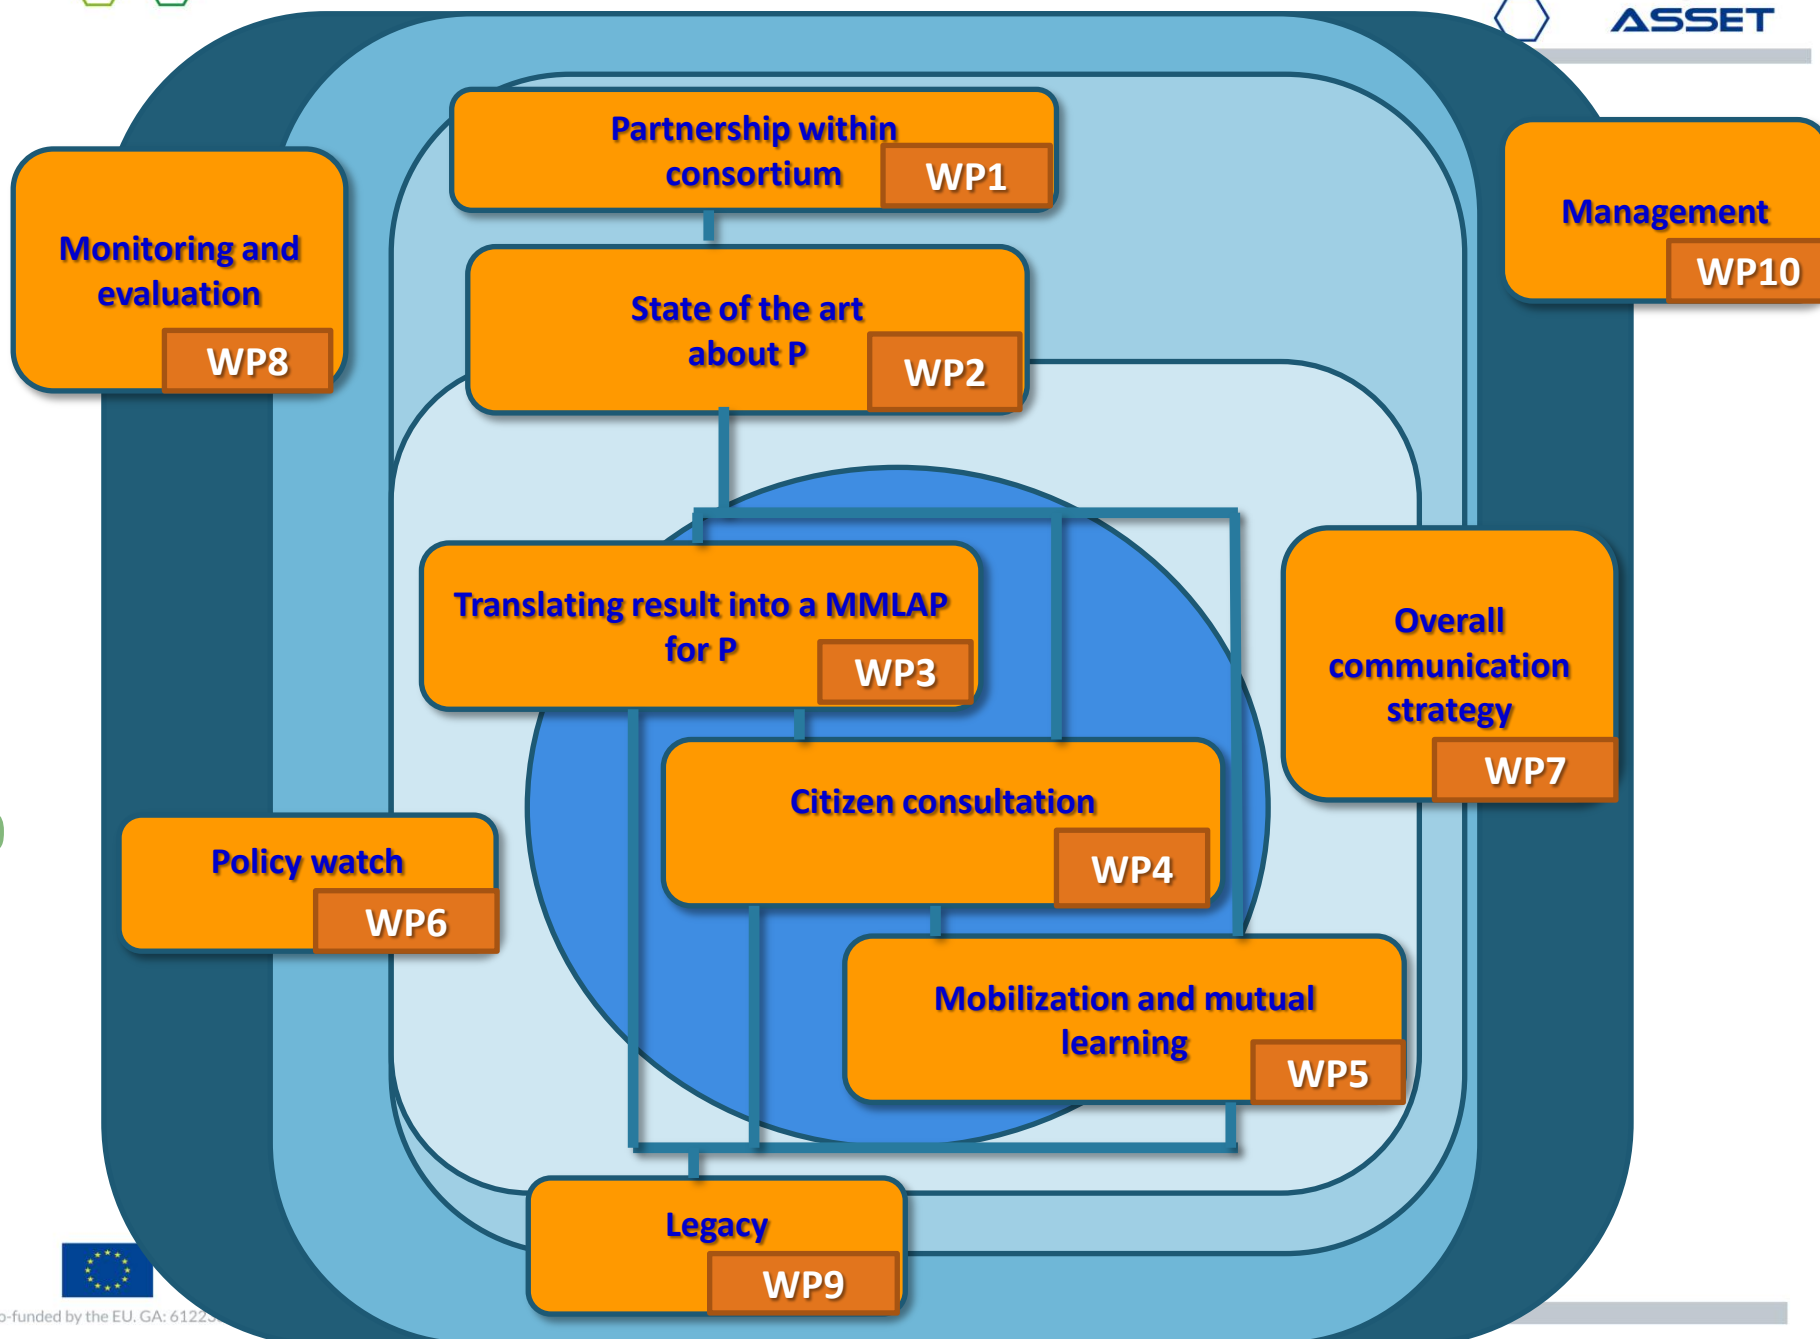 ASSET
Partnership within
consortium
WP1
Monitoring and
evaluation
WP8
Management
WP10
State of the art
about P
WP2
Translating result into a MMLAP
for P
WP3
Overall
communication
strategy
WP7
Citizen consultation
WP4
Policy watch
WP6
Mobilization and mutual
learning
WP5
Legacy
WP9
o-funded by the EU. GA: 6122